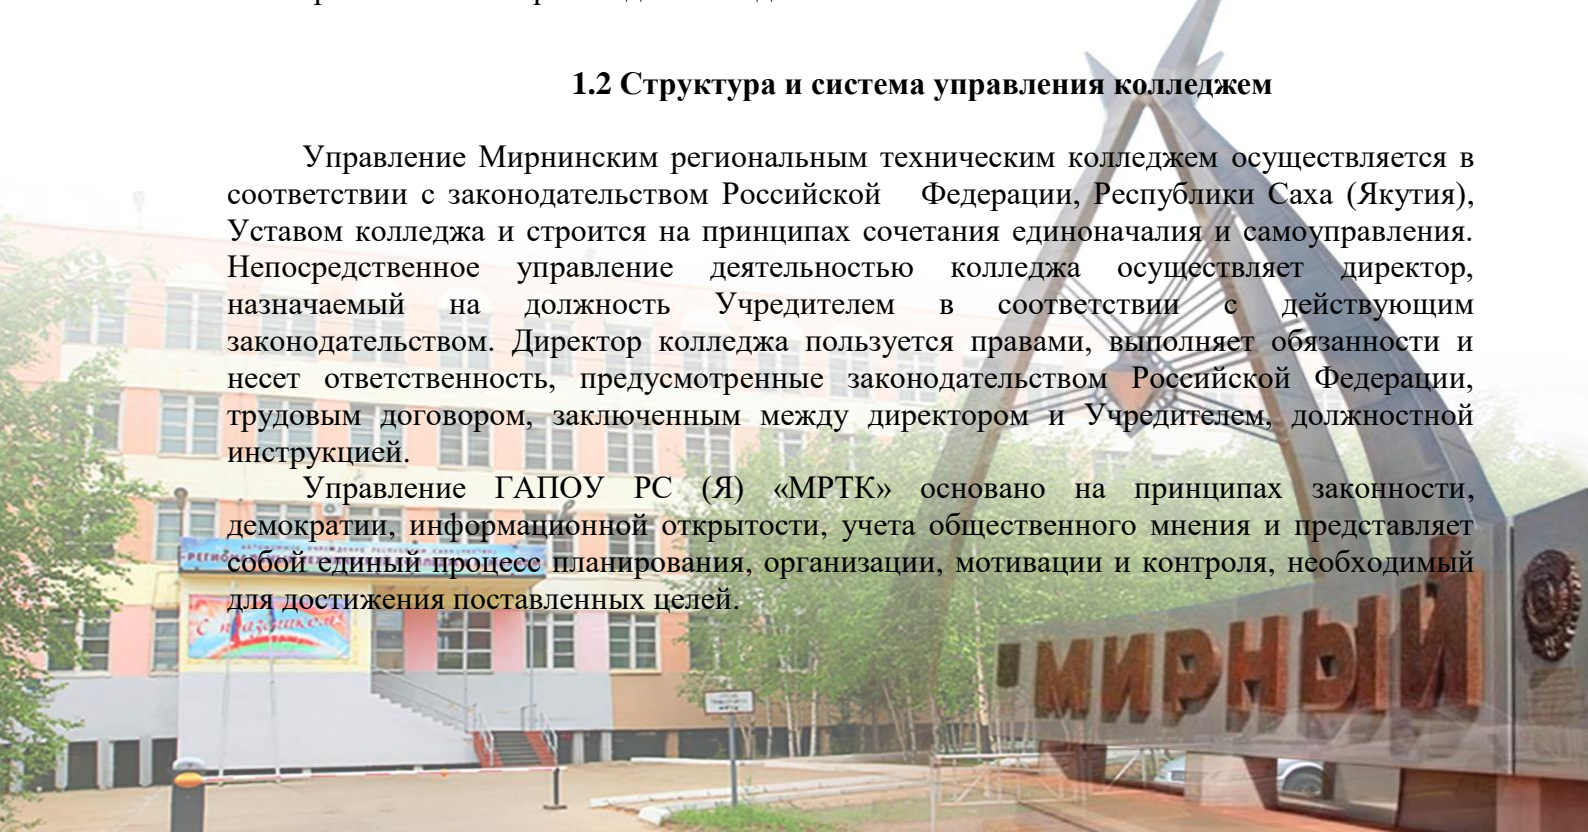 1.2 Структура и система управления колледжем
Управление Мирнинским региональным техническим колледжем осуществляется в
соответствии с законодательством Российской Федерации, Республики Саха (Якутия),
Уставом колледжа и строится на принципах сочетания единоначалия и самоуправления.
Непосредственное управление деятельностью колледжа осуществляет директор,
назначаемый на должность Учредителем в соответствии с действующим
законодательством. Директор колледжа пользуется правами, выполняет обязанности и
несет ответственность, предусмотренные законодательством Российской Федерации,
трудовым договором, заключенным между директором и Учредителем, должностной
инструкцией.
Управление ГАПОУ РС (Я) «МРТК» основано на принципах законности,
демократии, информационной открытости, учета общественного мнения и представляет
собой единый процесс планирования, организации, мотивации и контроля, необходимый
для достижения поставленных целей.
С праздником
МИРНЫЙ